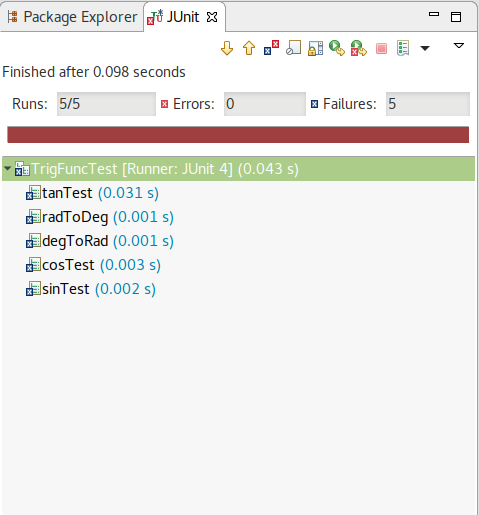 Package Explorer JUnit
Finished after 0.098 seconds
Runs: 5/5 Errors: 0 Failures: 5
TrigFuncTest [Runner: JUnit 4] (0.043 s)
tanTest (0.031 s)
radToDeg (0.001 s)
degToRad (0.001 s)
cosTest (0.003 s)
sinTest (0.002 s)